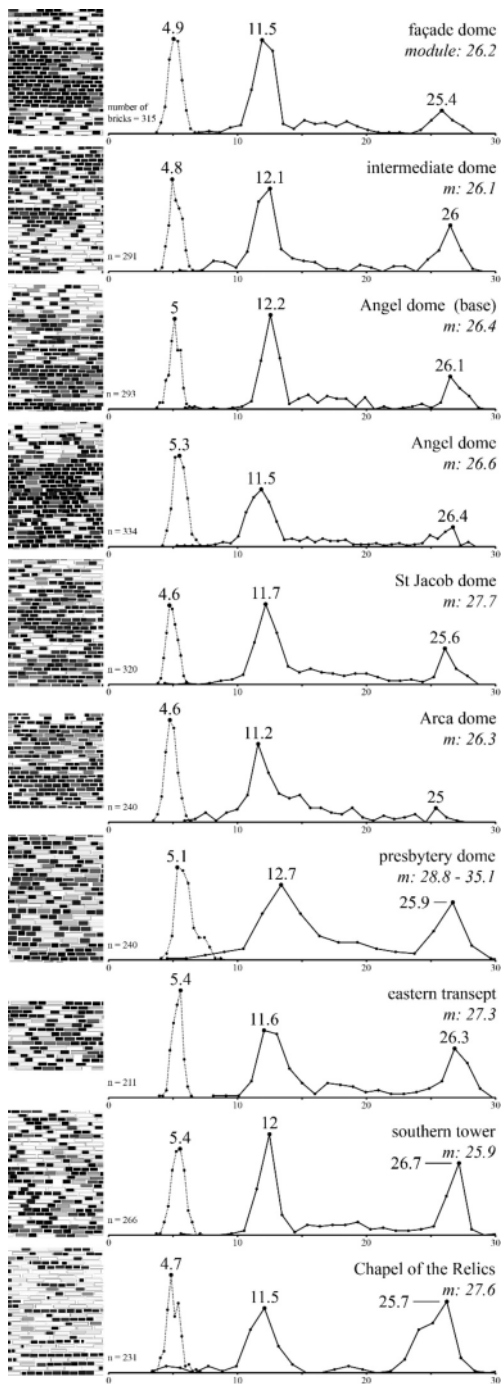 4.9
11.5
façade dome
module: 26.2
25.4
number of
bricks = 315
0 10 20 30
4.8
12.1
intermediate dome
m: 26.1
26
n = 291
0 10 20 30
5
12.2
Angel dome (base)
m: 26.4
26.1
n = 293
0 10 20 30
5.3
11.5
Angel dome
m: 26.6
26.4
n = 334
0 10 20 30
4.6
11.7
St Jacob dome
m: 27.7
25.6
n = 320
0 10 20 30
4.6
11.2
Arca dome
m: 26.3
25
n = 240
0 10 20 30
5.1
12.7
presbytery dome
m: 28.8 - 35.1
25.9
n = 240
0 10 20 30
5.4
11.6
eastern transept
m: 27.3
26.3
n = 211
0 10 20 30
5.4
12
southern tower
m: 25.9
26.7
n = 266
0 10 20 30
4.7
11.5
Chapel of the Relics
m: 27.6
25.7
n = 231
0 10 20 30